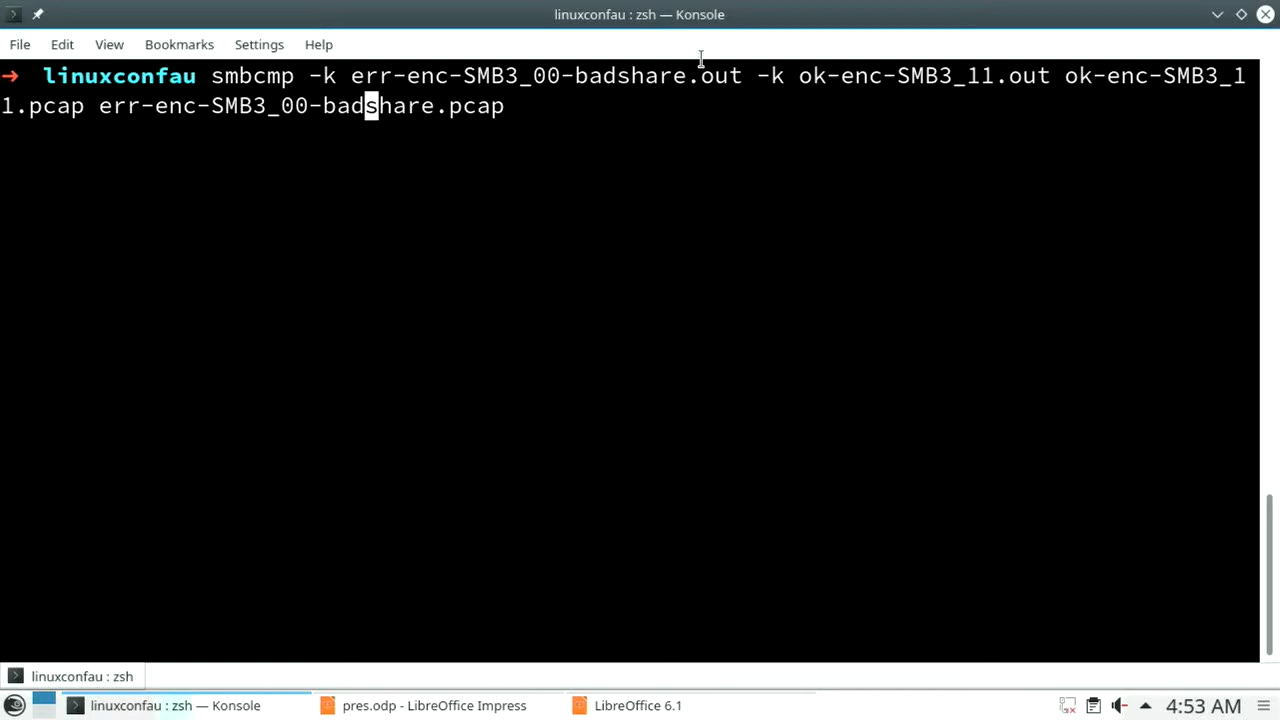 linuxconfau : zsh — Konsole
File Edit View Bookmarks Settings Help
➜ linuxconfau smbcmp -k err-enc-SMB3_00-badshare.out -k ok-enc-SMB3_11.out ok-enc-SMB3_1
1.pcap err-enc-SMB3_00-badshare.pcap
linuxconfau : zsh
linuxconfau : zsh — Konsole pres.odp - LibreOffice Impress LibreOffice 6.1 4:53 AM